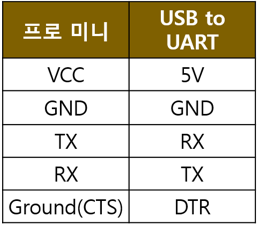 프로 미니 USB to UART
VCC 5V
GND GND
TX RX
RX TX
Ground(CTS) DTR